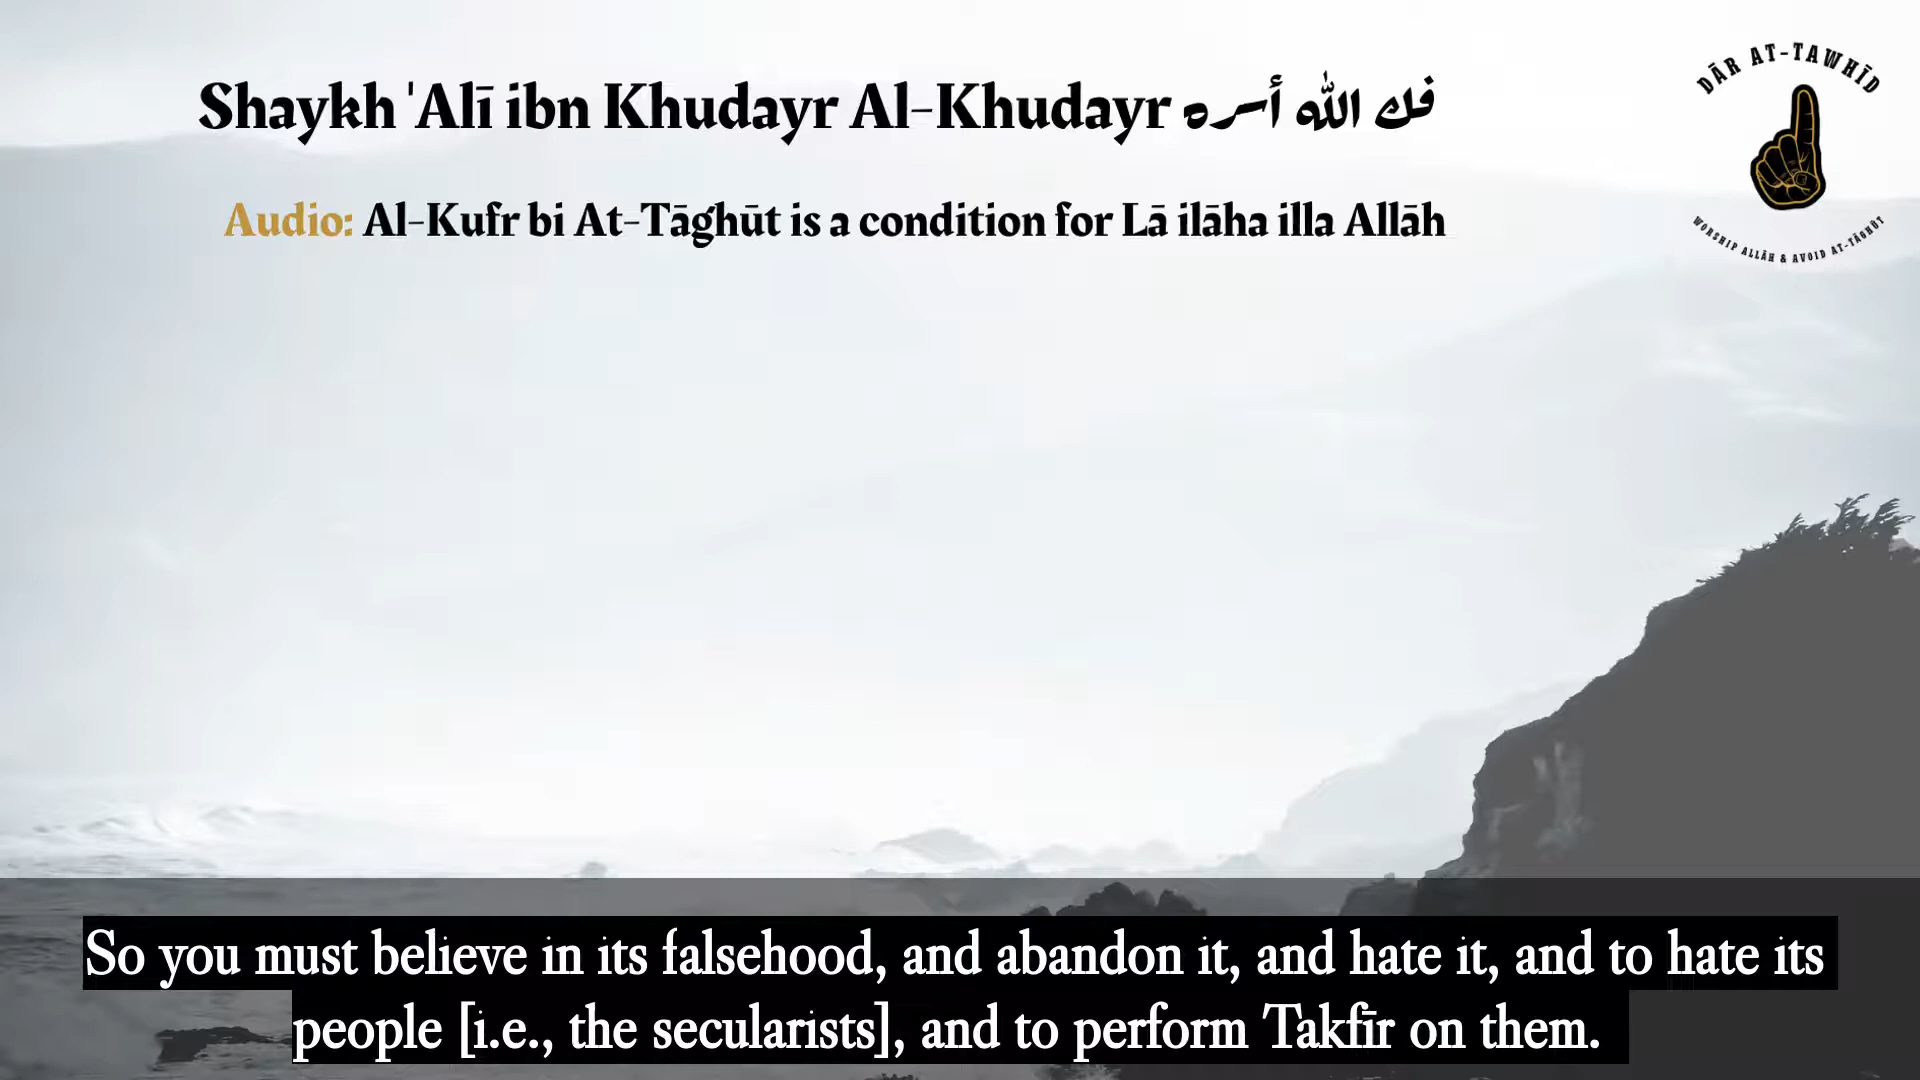 Shaykh 'Alī ibn Khudayr Al-Khudayr فك الله أسره
Audio: Al-Kufr bi At-Tāghūt is a condition for Lā ilāha illa Allāh
DĀR AT-TAWHĪD
WORSHIP ALLĀH & AVOID AT-TĀGHŪT
So you must believe in its falsehood, and abandon it, and hate it, and to hate its
people [i.e., the secularists], and to perform Takfīr on them.